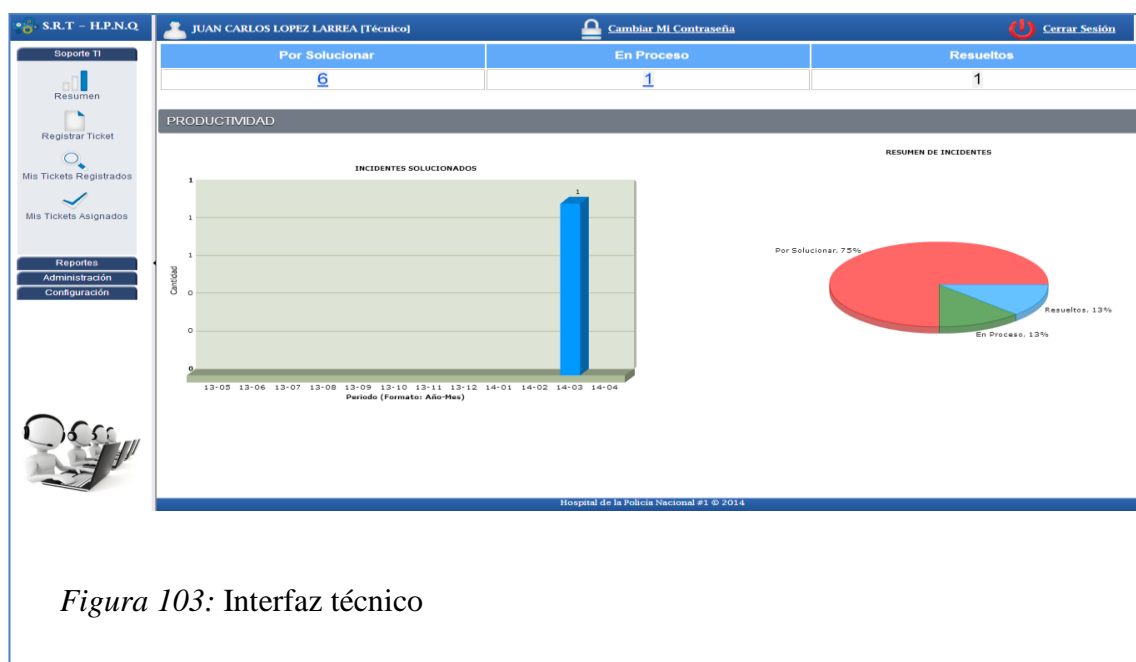 S.R.T – H.P.N.Q
JUAN CARLOS LOPEZ LARREA [Técnico]
Cambiar Mi Contraseña
Cerrar Sesión
Soporte TI
Resumen
Registrar Ticket
Mis Tickets Registrados
Mis Tickets Asignados
Reportes
Administración
Configuración
Por Solucionar
En Proceso
Resueltos
6
1
1
PRODUCTIVIDAD
INCIDENTES SOLUCIONADOS
Cantidad
1
1
1
0
0
0
1
13-05 13-06 13-07 13-08 13-09 13-10 13-11 13-12 14-01 14-02 14-03 14-04
Periodo (Formato: Año-Mes)
RESUMEN DE INCIDENTES
Por Solucionar, 75%
Resueltos, 13%
En Proceso, 13%
Hospital de la Policía Nacional #1 © 2014
Figura 103: Interfaz técnico